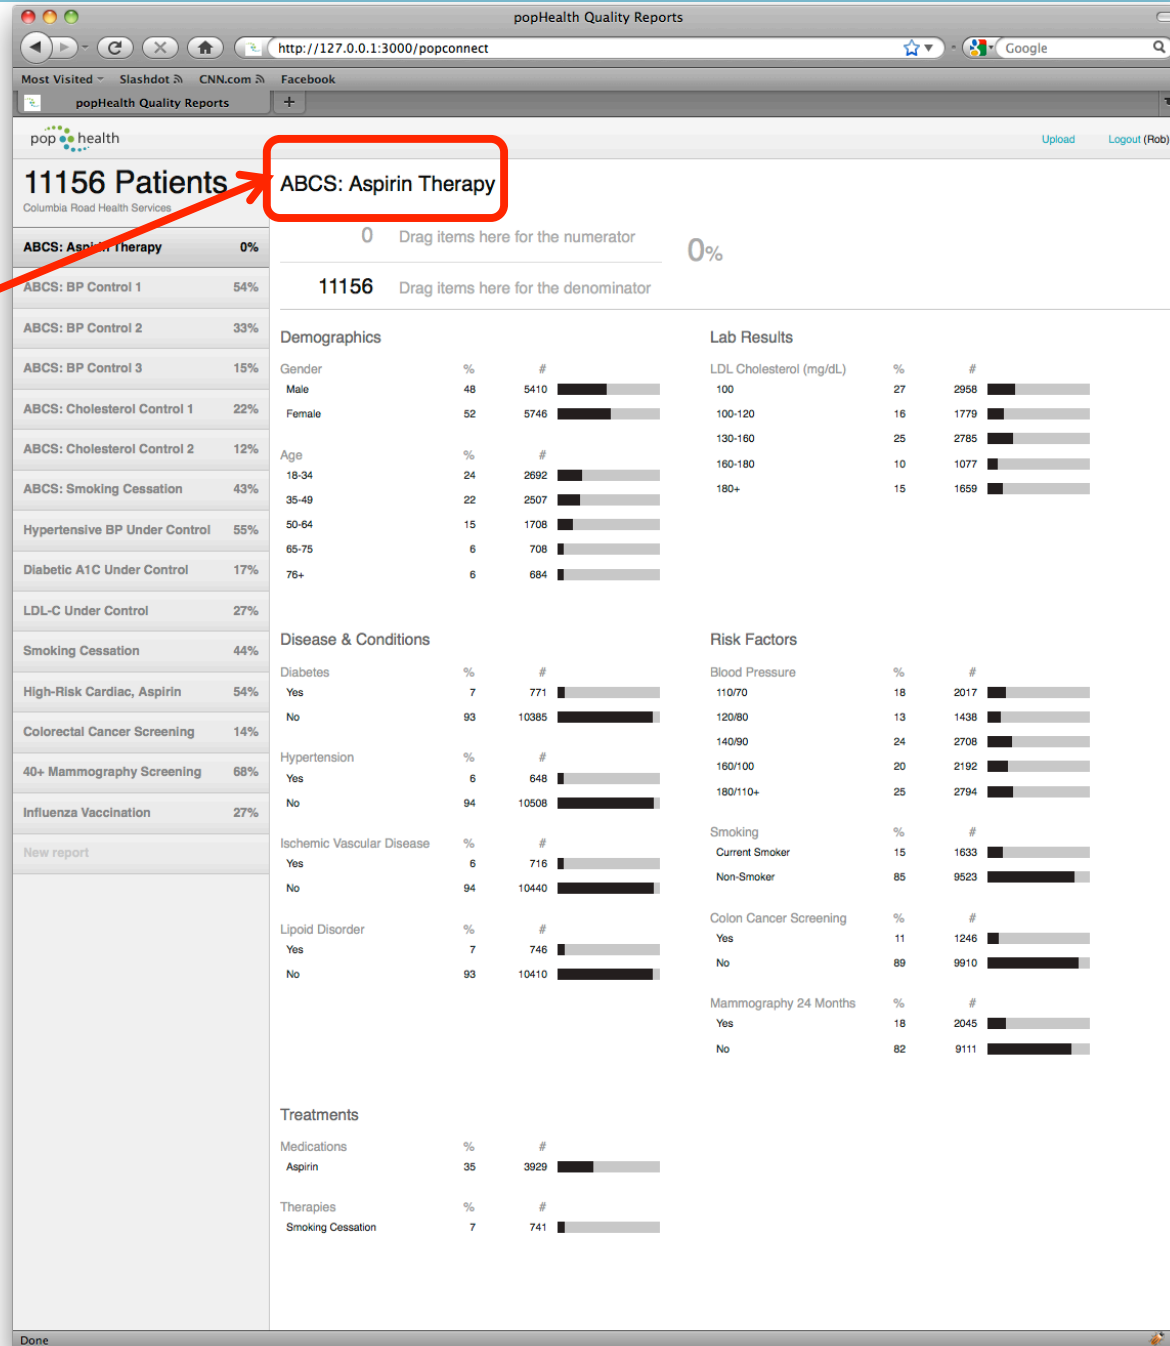 popHealth Quality Reports
http://127.0.0.1:3000/popconnect
Google
Most Visited Slashdot CNN.com Facebook
popHealth Quality Reports +
pop health
Upload Logout (Rob)
11156 Patients
Columbia Road Health Services
ABCS: Aspirin Therapy 0%
ABCS: BP Control 1 54%
ABCS: BP Control 2 33%
ABCS: BP Control 3 15%
ABCS: Cholesterol Control 1 22%
ABCS: Cholesterol Control 2 12%
ABCS: Smoking Cessation 43%
Hypertensive BP Under Control 55%
Diabetic A1C Under Control 17%
LDL-C Under Control 27%
Smoking Cessation 44%
High-Risk Cardiac, Aspirin 54%
Colorectal Cancer Screening 14%
40+ Mammography Screening 68%
Influenza Vaccination 27%
New report
ABCS: Aspirin Therapy
0 Drag items here for the numerator
0%
11156 Drag items here for the denominator
Demographics
Gender % #
Male 48 5410
Female 52 5746
Age % #
18-34 24 2692
35-49 22 2507
50-64 15 1708
65-75 6 708
76+ 6 684
Lab Results
LDL Cholesterol (mg/dL) % #
100 27 2958
100-120 16 1779
130-160 25 2785
160-180 10 1077
180+ 15 1659
Disease & Conditions
Diabetes % #
Yes 7 771
No 93 10385
Hypertension % #
Yes 6 648
No 94 10508
Ischemic Vascular Disease % #
Yes 6 716
No 94 10440
Lipoid Disorder % #
Yes 7 746
No 93 10410
Risk Factors
Blood Pressure % #
110/70 18 2017
120/80 13 1438
140/90 24 2708
160/100 20 2192
180/110+ 25 2794
Smoking % #
Current Smoker 15 1633
Non-Smoker 85 9523
Colon Cancer Screening % #
Yes 11 1246
No 89 9910
Mammography 24 Months % #
Yes 18 2045
No 82 9111
Treatments
Medications % #
Aspirin 35 3929
Therapies % #
Smoking Cessation 7 741
Done